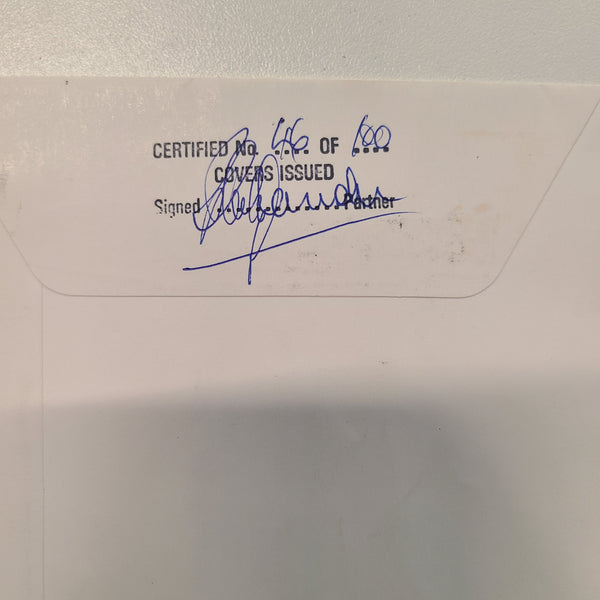 CERTIFIED No. 46 OF 100
COVERS ISSUED
Signed ............... Partner